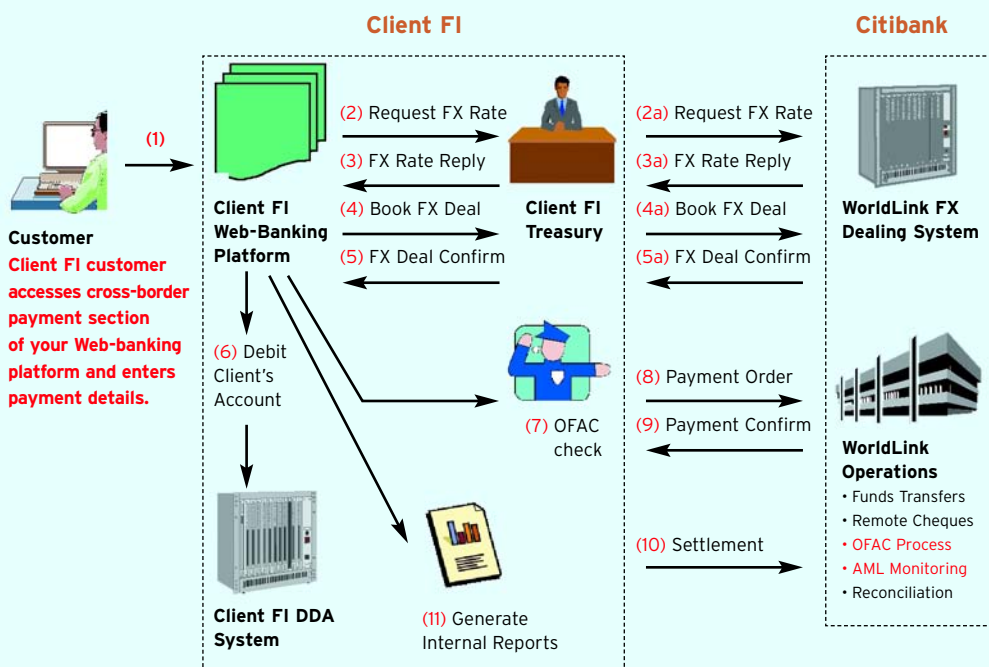 Client FI
Citibank
(1)
Customer
Client FI customer
accesses cross-border
payment section
of your Web-banking
platform and enters
payment details.
Client FI
Web-Banking
Platform
(2) Request FX Rate
(3) FX Rate Reply
(4) Book FX Deal
(5) FX Deal Confirm
Client FI
Treasury
(2a) Request FX Rate
(3a) FX Rate Reply
(4a) Book FX Deal
(5a) FX Deal Confirm
WorldLink FX
Dealing System
(6) Debit
Client's
Account
(7) OFAC
check
(8) Payment Order
(9) Payment Confirm
WorldLink
Operations
• Funds Transfers
• Remote Cheques
• OFAC Process
• AML Monitoring
• Reconciliation
(10) Settlement
Client FI DDA
System
(11) Generate
Internal Reports